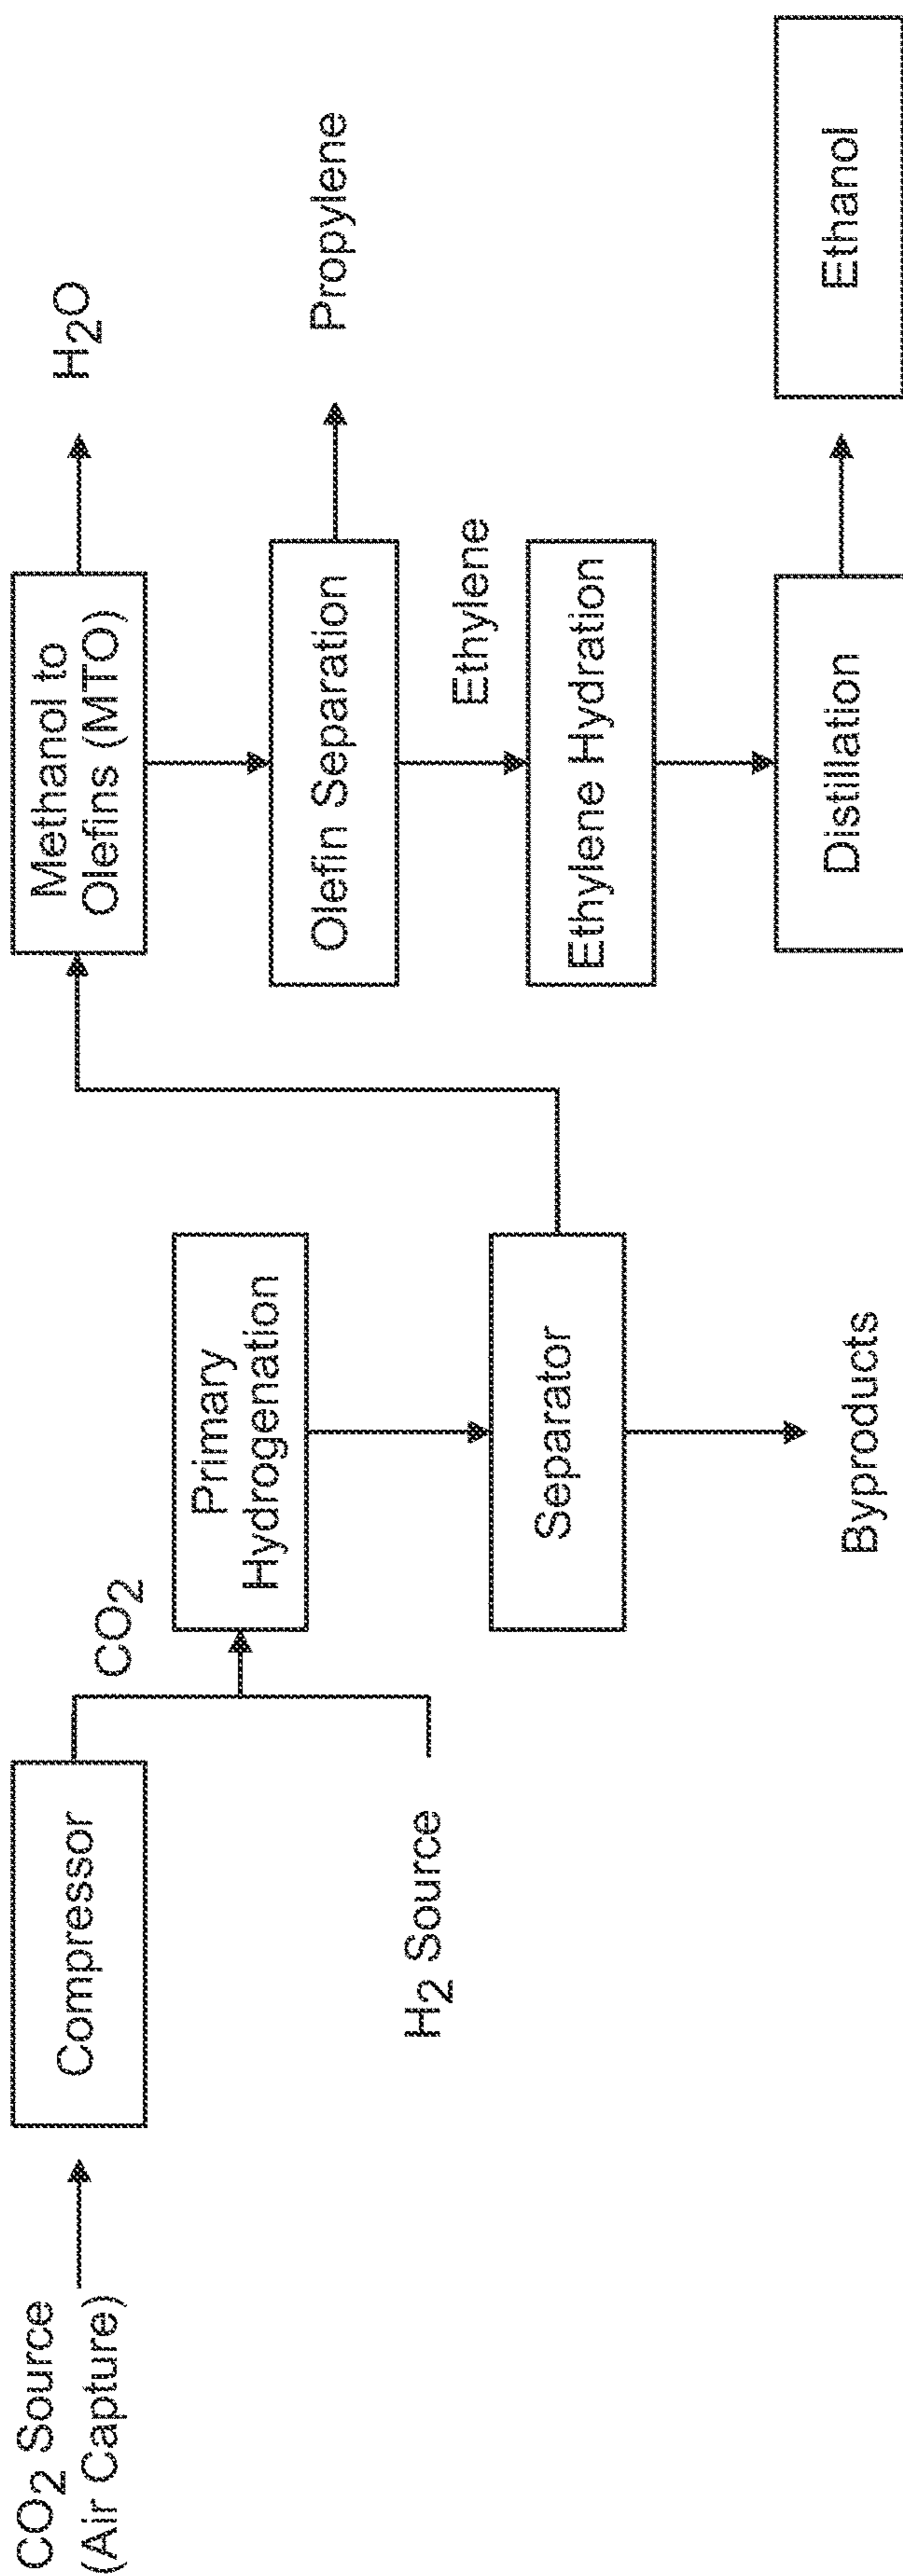 CO2 Source
(Air Capture)
Compressor
CO2
H2 Source
Primary
Hydrogenation
Separator
Byproducts
Methanol to
Olefins (MTO)
H2O
Olefin Separation
Propylene
Ethylene
Ethylene Hydration
Distillation
Ethanol